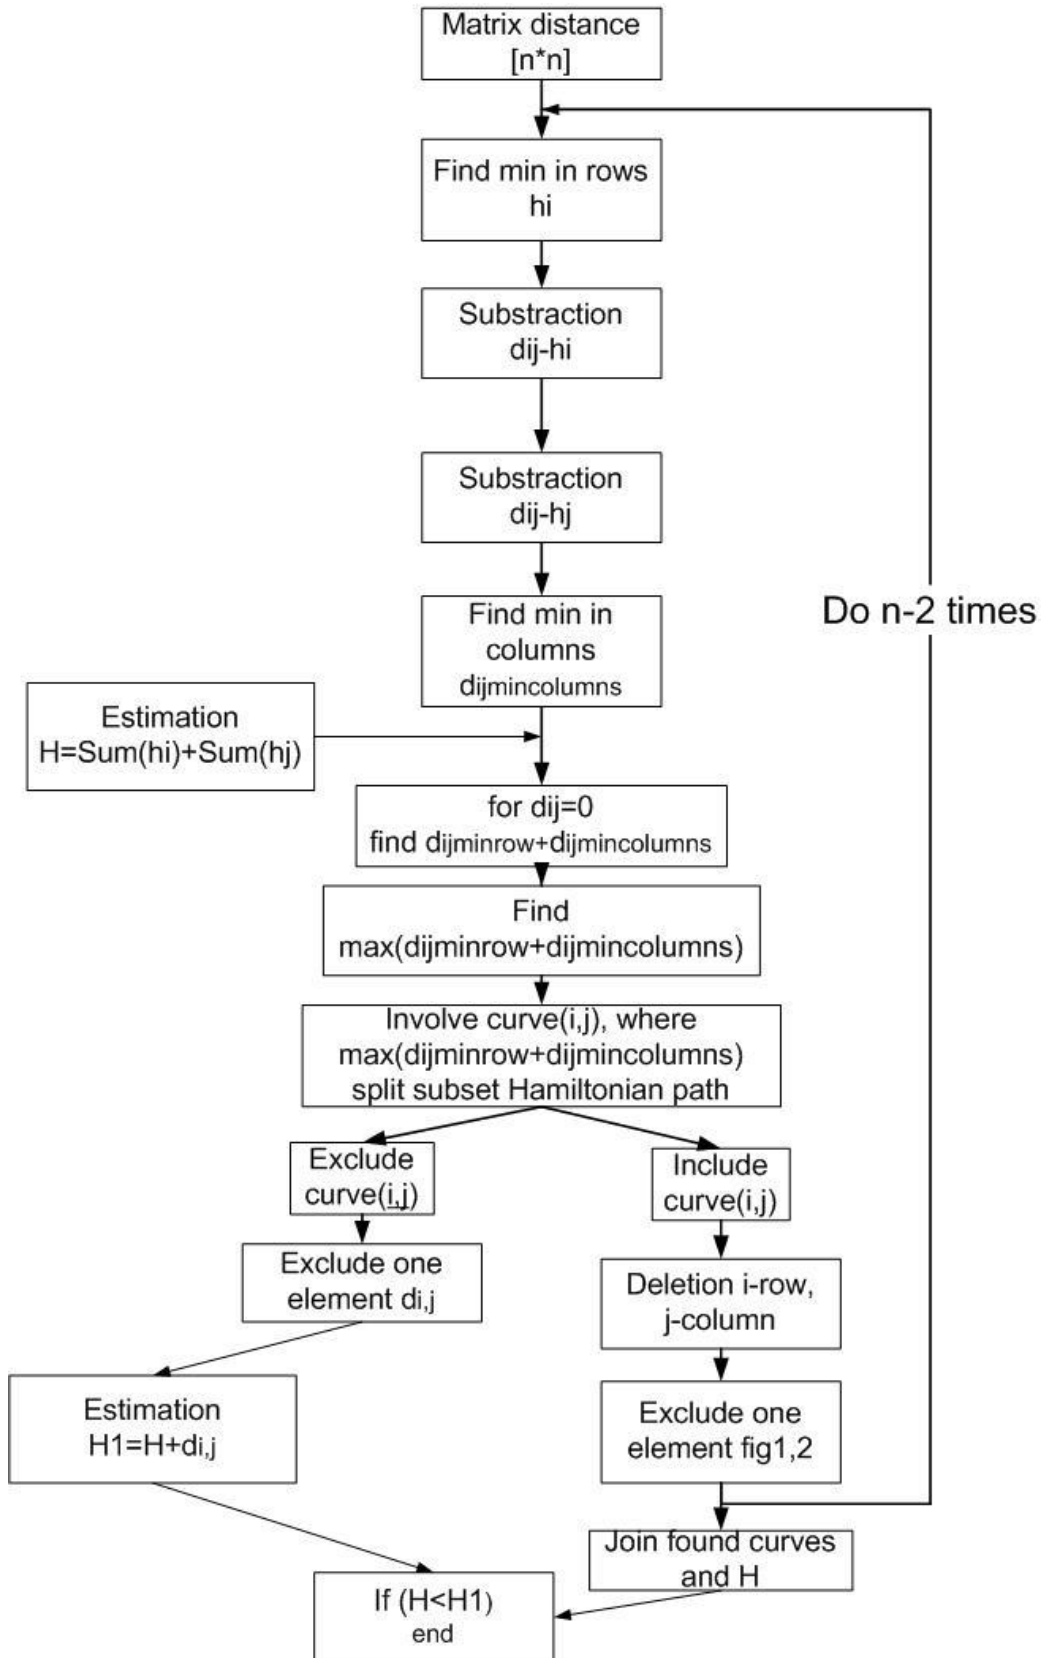 Matrix distance
[n*n]
Find min in rows
hi
Substraction
dij-hi
Substraction
dij-hj
Do n-2 times
Find min in
columns
dijmincolumns
Estimation
H=Sum(hi)+Sum(hj)
for dij=0
find dijminrow+dijmincolumns
Find
max(dijminrow+dijmincolumns)
Involve curve(i,j), where
max(dijminrow+dijmincolumns)
split subset Hamiltonian path
Exclude
curve(i,j)
Include
curve(i,j)
Exclude one
element di,j
Deletion i-row,
j-column
Estimation
H1=H+di,j
Exclude one
element fig1,2
Join found curves
and H
If (H<H1)
end